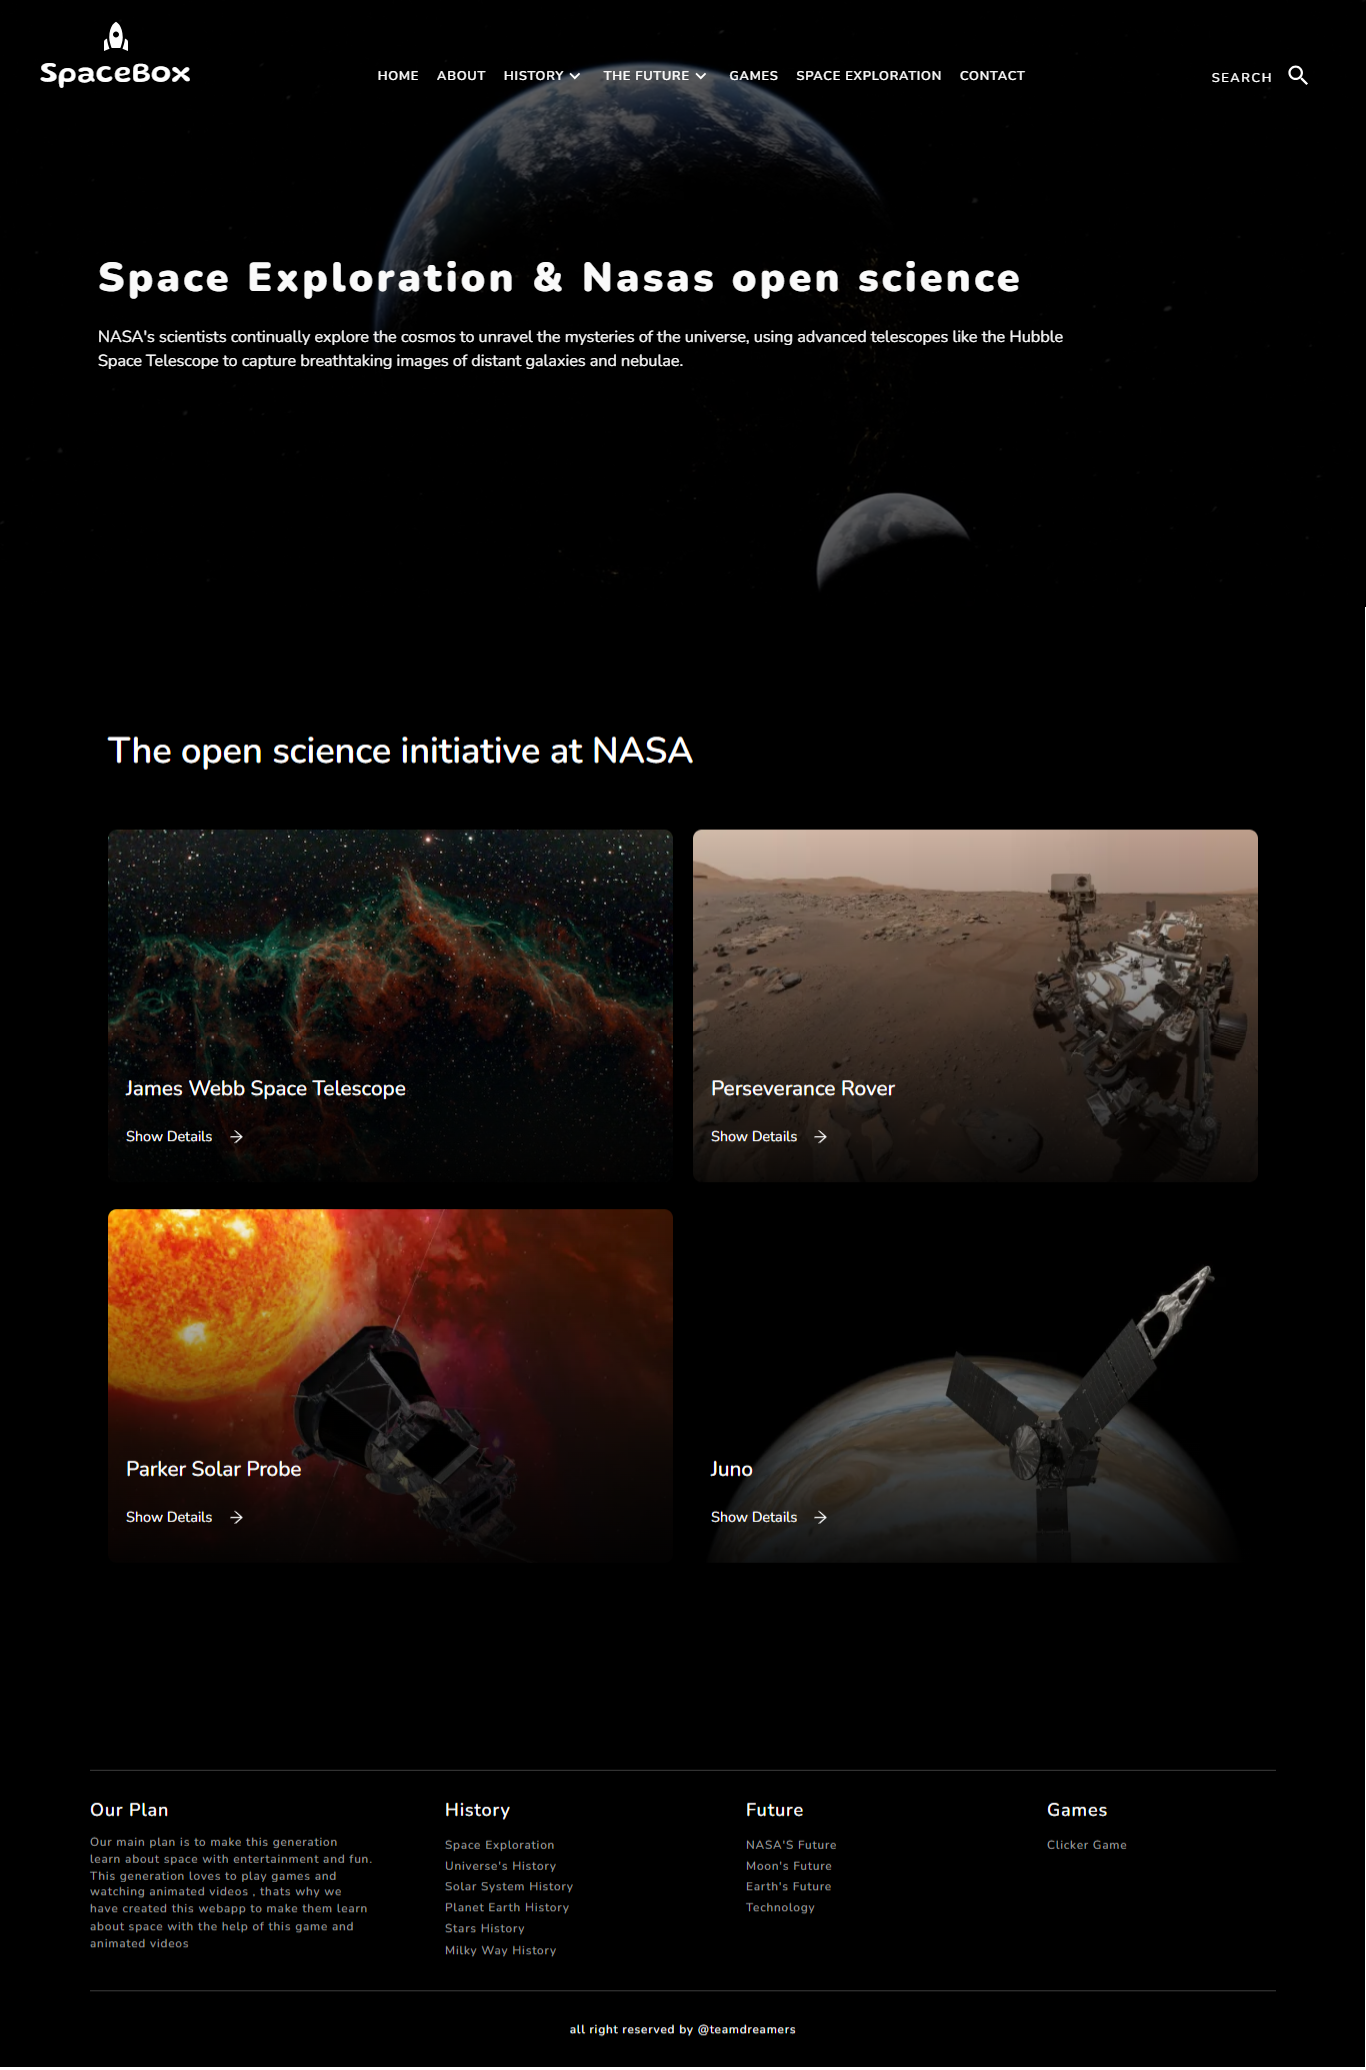 SpaceBox
HOME ABOUT HISTORY THE FUTURE GAMES SPACE EXPLORATION CONTACT
SEARCH
Space Exploration & Nasas open science
NASA's scientists continually explore the cosmos to unravel the mysteries of the universe, using advanced telescopes like the Hubble
Space Telescope to capture breathtaking images of distant galaxies and nebulae.
The open science initiative at NASA
James Webb Space Telescope
Show Details
Perseverance Rover
Show Details
Parker Solar Probe
Show Details
Juno
Show Details
Our Plan
Our main plan is to make this generation
learn about space with entertainment and fun.
This generation loves to play games and
watching animated videos , thats why we
have created this webapp to make them learn
about space with the help of this game and
animated videos
History
Space Exploration
Universe's History
Solar System History
Planet Earth History
Stars History
Milky Way History
Future
NASA'S Future
Moon's Future
Earth's Future
Technology
Games
Clicker Game
all right reserved by @teamdreamers